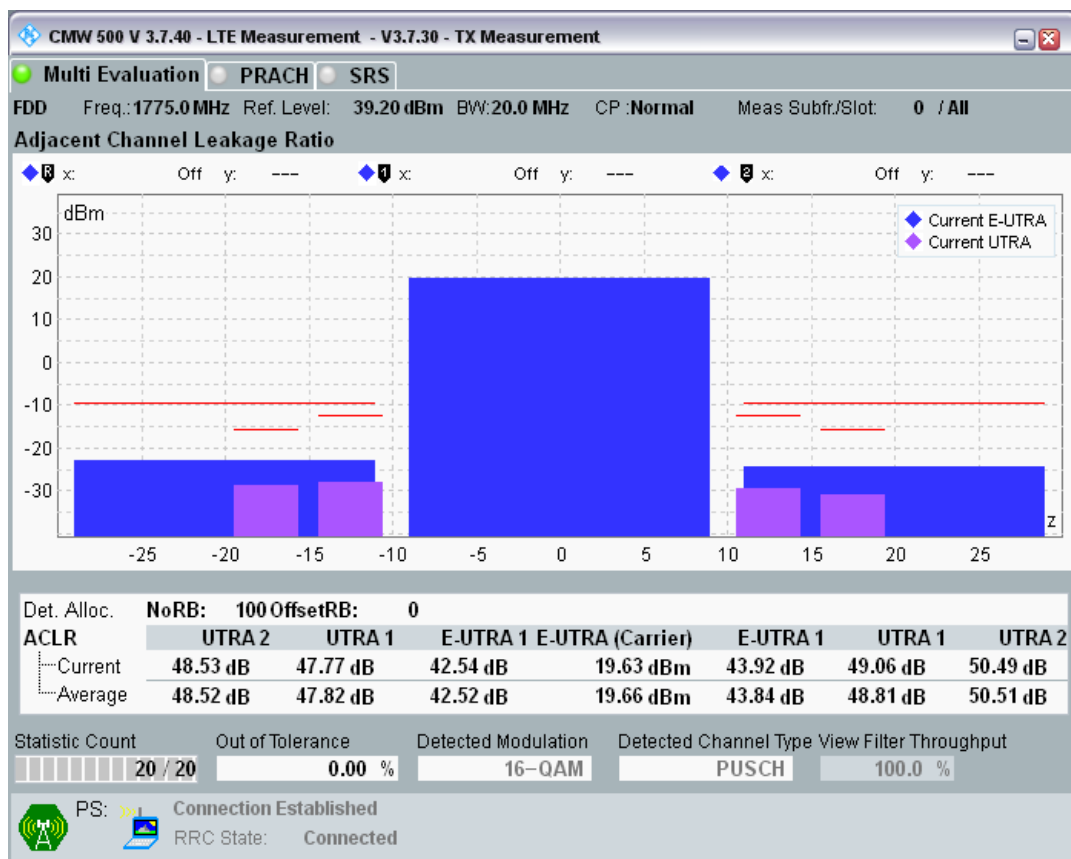 CMW 500 V 3.7.40 - LTE Measurement - V3.7.30 - TX Measurement
Multi Evaluation PRACH SRS
FDD Freq.:1775.0 MHz Ref. Level: 39.20 dBm BW:20.0 MHz CP :Normal Meas Subfr./Slot: 0 / All
Adjacent Channel Leakage Ratio
R x: Off y: --- 1 x: Off y: --- 2 x: Off y: ---
dBm
Current E-UTRA
Current UTRA
30
20
10
0
-10
-20
-30
z
-25 -20 -15 -10 -5 0 5 10 15 20 25
Det. Alloc. NoRB: 100 OffsetRB: 0
ACLR UTRA 2 UTRA 1 E-UTRA 1 E-UTRA (Carrier) E-UTRA 1 UTRA 1 UTRA 2
Current 48.53 dB 47.77 dB 42.54 dB 19.63 dBm 43.92 dB 49.06 dB 50.49 dB
Average 48.52 dB 47.82 dB 42.52 dB 19.66 dBm 43.84 dB 48.81 dB 50.51 dB
Statistic Count Out of Tolerance Detected Modulation Detected Channel Type View Filter Throughput
20 / 20 0.00 % 16-QAM PUSCH 100.0 %
PS: Connection Established
RRC State: Connected